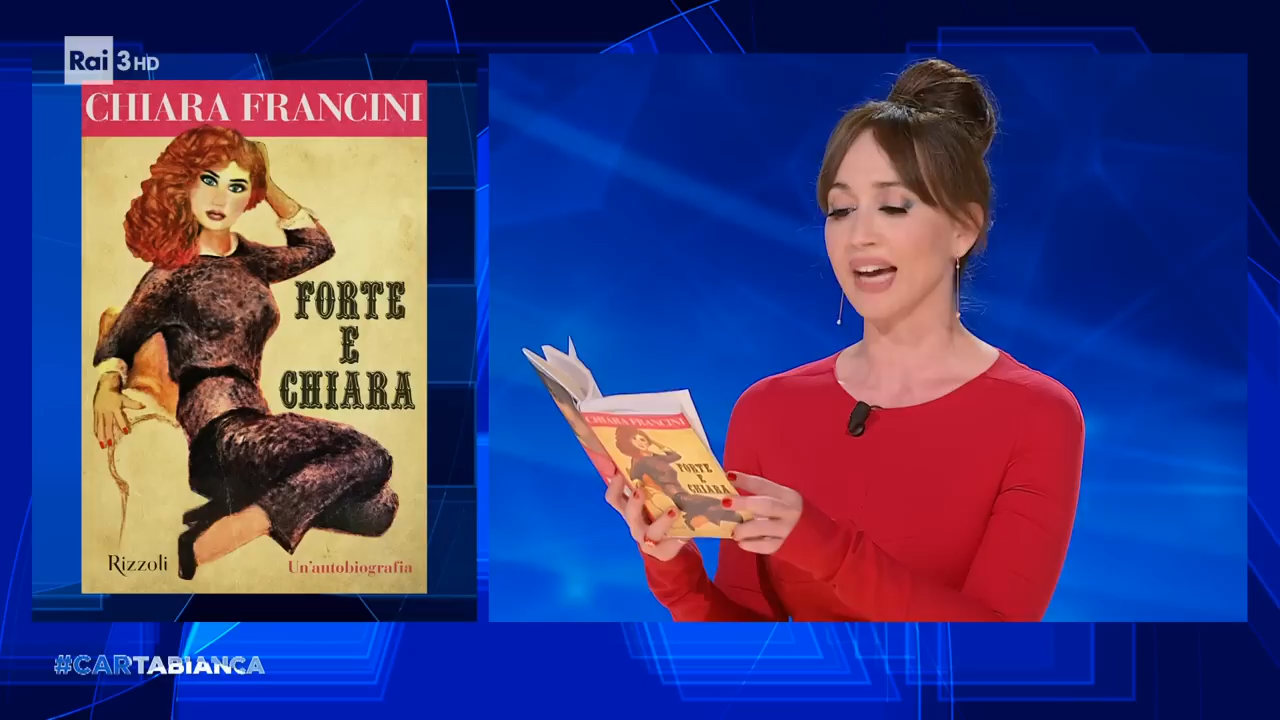 Rai 3HD
CHIARA FRANCINI
FORTE
E
CHIARA
Rizzoli
Un'autobiografia
CHIARA FRANCINI
FORTE
E
CHIARA
#CARTABIANCA